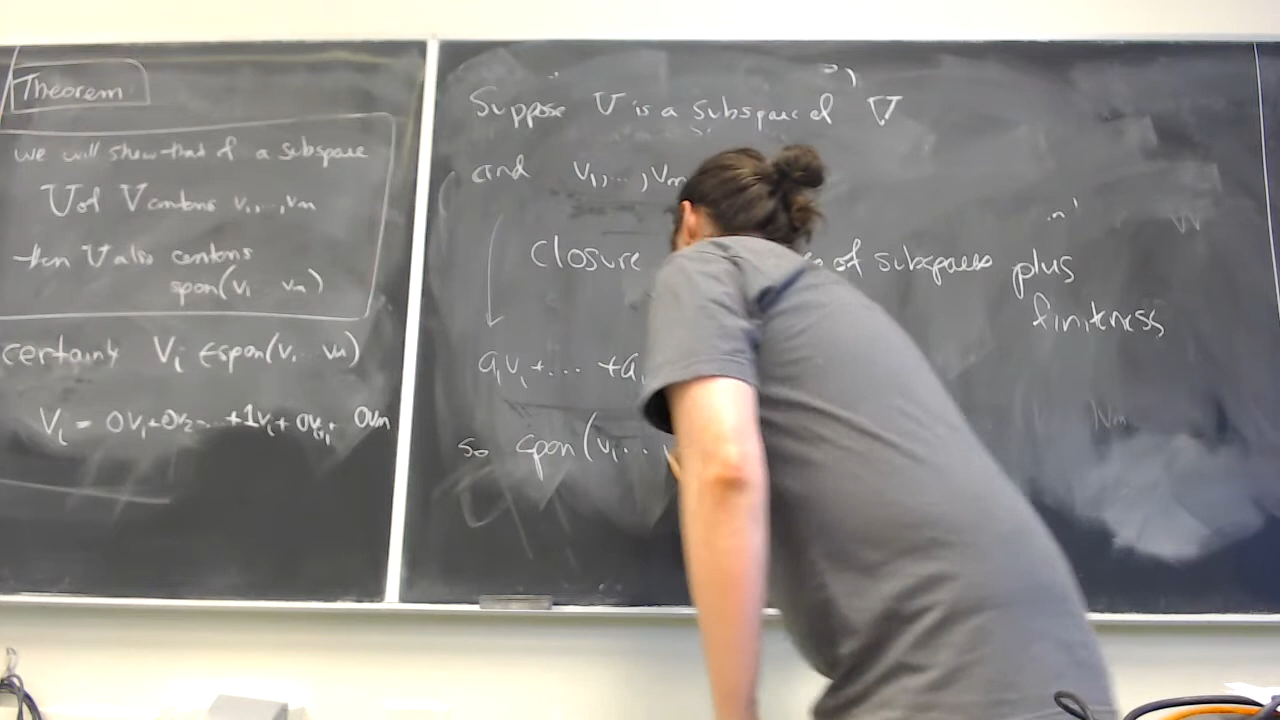 Theorem
we will show that if a subspace
U of V contains v₁,...,vₘ
then U also contains
span(v₁ vₘ)
certainly Vᵢ ∈ span(v₁ vₘ)
Vᵢ = 0v₁+0v₂...+1vᵢ+0vᵢ₊₁ 0vₘ
Suppose U is a subspace of V
and v₁,...,vₘ
Closure of subspaces plus
finiteness
a₁v₁+... +a
so span(v₁...